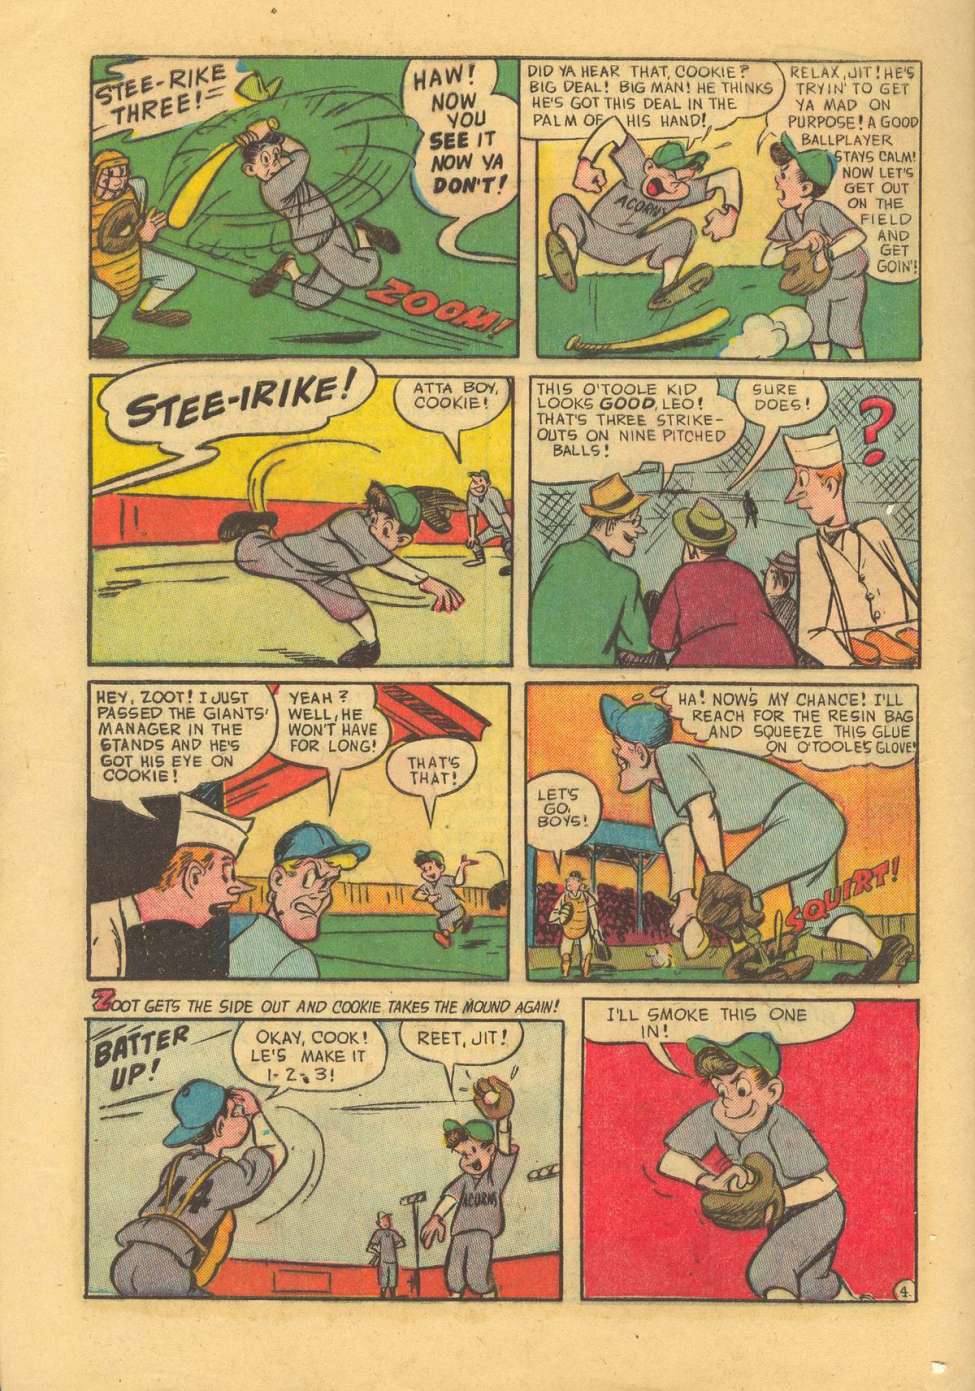 STEE-RIKE
THREE!
HAW!
NOW
YOU
SEE IT
NOW YA
DON'T!
ZOOM!
DID YA HEAR THAT, COOKIE?
BIG DEAL! BIG MAN! HE THINKS
HE'S GOT THIS DEAL IN THE
PALM OF HIS HAND!
ACORNS
RELAX, JIT! HE'S
TRYIN' TO GET
YA MAD ON
PURPOSE! A GOOD
BALLPLAYER
STAYS CALM!
NOW LET'S
GET OUT
ON THE
FIELD
AND
GET
GOIN'!
STEE-IRIKE!
ATTA BOY,
COOKIE!
THIS O'TOOLE KID
LOOKS GOOD, LEO!
THAT'S THREE STRIKE-
OUTS ON NINE PITCHED
BALLS!
SURE
DOES!
?
HEY, ZOOT! I JUST
PASSED THE GIANTS'
MANAGER IN THE
STANDS AND HE'S
GOT HIS EYE ON
COOKIE!
YEAH?
WELL, HE
WON'T HAVE
FOR LONG!
THAT'S
THAT!
HA! NOW'S MY CHANCE! I'LL
REACH FOR THE RESIN BAG
AND SQUEEZE THIS GLUE
ON O'TOOLE'S GLOVE!
LET'S
GO,
BOYS!
SQUIRT!
ZOOT GETS THE SIDE OUT AND COOKIE TAKES THE MOUND AGAIN!
BATTER
UP!
OKAY, COOK!
LE'S MAKE IT
1-2-3!
REET, JIT!
ACORNS
I'LL SMOKE THIS ONE
IN!
4